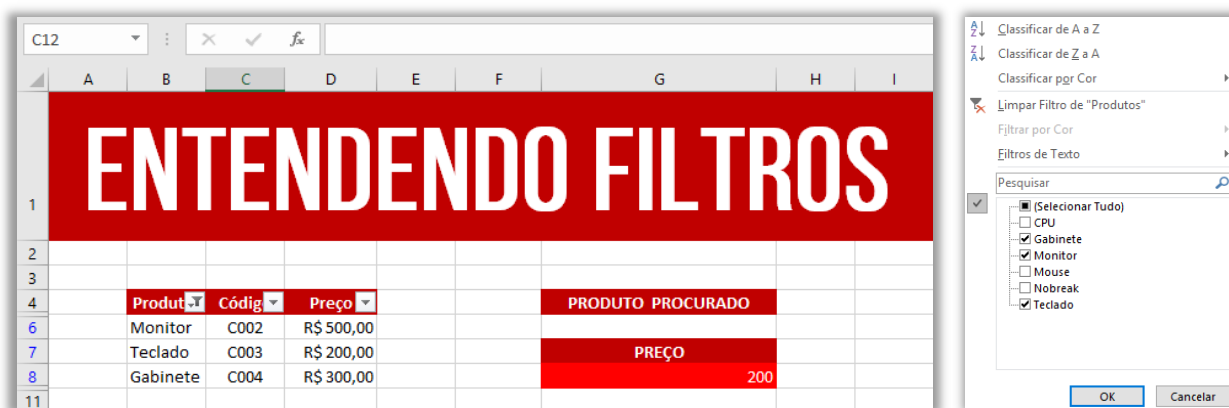 C12 fx
A B C D E F G H I
1 ENTENDENDO FILTROS
2
3
4 Produt Códig Preço PRODUTO PROCURADO
6 Monitor C002 R$ 500,00
7 Teclado C003 R$ 200,00 PREÇO
8 Gabinete C004 R$ 300,00 200
11
Classificar de A a Z
Classificar de Z a A
Classificar por Cor
Limpar Filtro de "Produtos"
Filtrar por Cor
Filtros de Texto
Pesquisar
(Selecionar Tudo)
CPU
Gabinete
Monitor
Mouse
Nobreak
Teclado
OK Cancelar